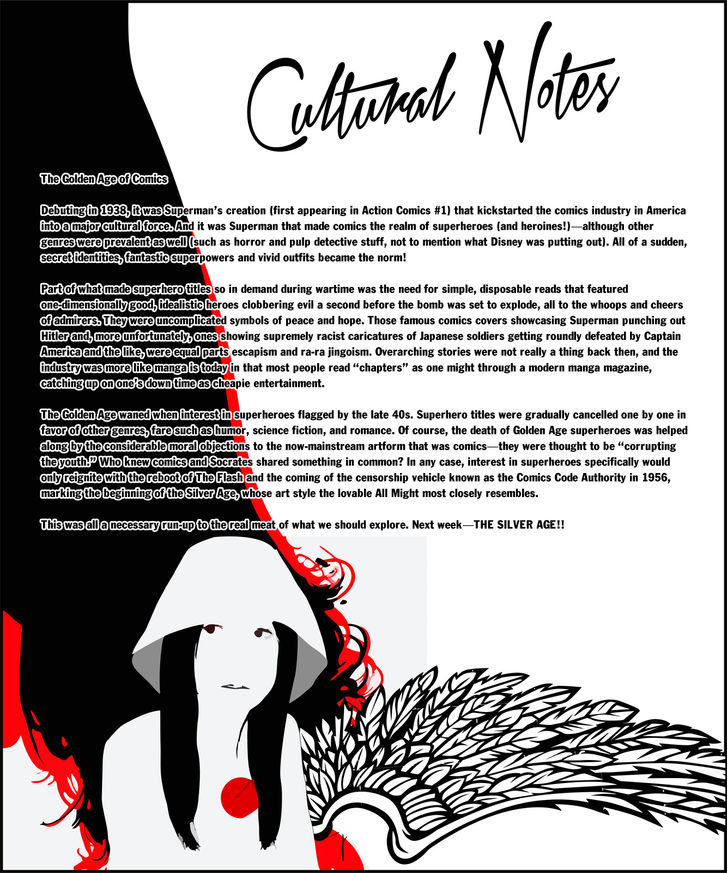 Cultural Notes
The Golden Age of Comics
Debuting in 1938, it was Superman's creation (first appearing in Action Comics #1) that kickstarted the comics industry in America
into a major cultural force. And it was Superman that made comics the realm of superheroes (and heroines!)—although other
genres were prevalent as well (such as horror and pulp detective stuff, not to mention what Disney was putting out). All of a sudden,
secret identities, fantastic superpowers and vivid outfits became the norm!
Part of what made superhero titles so in demand during wartime was the need for simple, disposable reads that featured
one-dimensionally good, idealistic heroes clobbering evil a second before the bomb was set to explode, all to the whoops and cheers
of admirers. They were uncomplicated symbols of peace and hope. Those famous comics covers showcasing Superman punching out
Hitler and, more unfortunately, ones showing supremely racist caricatures of Japanese soldiers getting roundly defeated by Captain
America and the like, were equal parts escapism and ra-ra jingoism. Overarching stories were not really a thing back then, and the
industry was more like manga is today in that most people read “chapters” as one might through a modern manga magazine,
catching up on one's down time as cheapie entertainment.
The Golden Age waned when interest in superheroes flagged by the late 40s. Superhero titles were gradually cancelled one by one in
favor of other genres, fare such as humor, science fiction, and romance. Of course, the death of Golden Age superheroes was helped
along by the considerable moral objections to the now-mainstream artform that was comics—they were thought to be “corrupting
the youth.” Who knew comics and Socrates shared something in common? In any case, interest in superheroes specifically would
only reignite with the reboot of The Flash and the coming of the censorship vehicle known as the Comics Code Authority in 1956,
marking the beginning of the Silver Age, whose art style the lovable All Might most closely resembles.
This was all a necessary run-up to the real meat of what we should explore. Next week—THE SILVER AGE!!